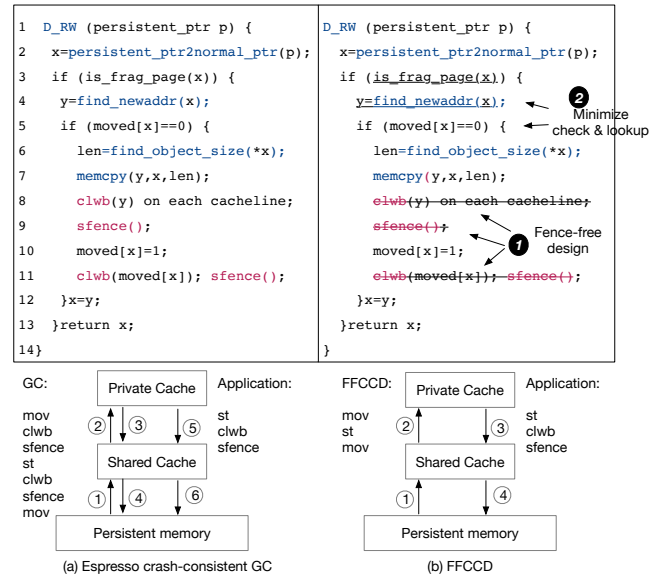 1 D_RW (persistent_ptr p) {
2 x=persistent_ptr2normal_ptr(p);
3 if (is_frag_page(x)) {
4 y=find_newaddr(x);
5 if (moved[x]==0) {
6 len=find_object_size(*x);
7 memcpy(y,x,len);
8 clwb(y) on each cacheline;
9 sfence();
10 moved[x]=1;
11 clwb(moved[x]); sfence();
12 }x=y;
13 }return x;
14}
D_RW (persistent_ptr p) {
x=persistent_ptr2normal_ptr(p);
if (is_frag_page(x)) {
y=find_newaddr(x);
if (moved[x]==0) {
len=find_object_size(*x);
memcpy(y,x,len);
clwb(y) on each cacheline;
sfence();
moved[x]=1;
clwb(moved[x]); sfence();
}x=y;
}return x;
}
2
Minimize
check & lookup
1
Fence-free
design
GC:
mov
clwb
sfence
st
clwb
sfence
mov
Private Cache
2
3
5
Shared Cache
1
4
6
Persistent memory
Application:
st
clwb
sfence
(a) Espresso crash-consistent GC
FFCCD:
mov
st
mov
Private Cache
2
3
Shared Cache
1
4
Persistent memory
Application:
st
clwb
sfence
(b) FFCCD